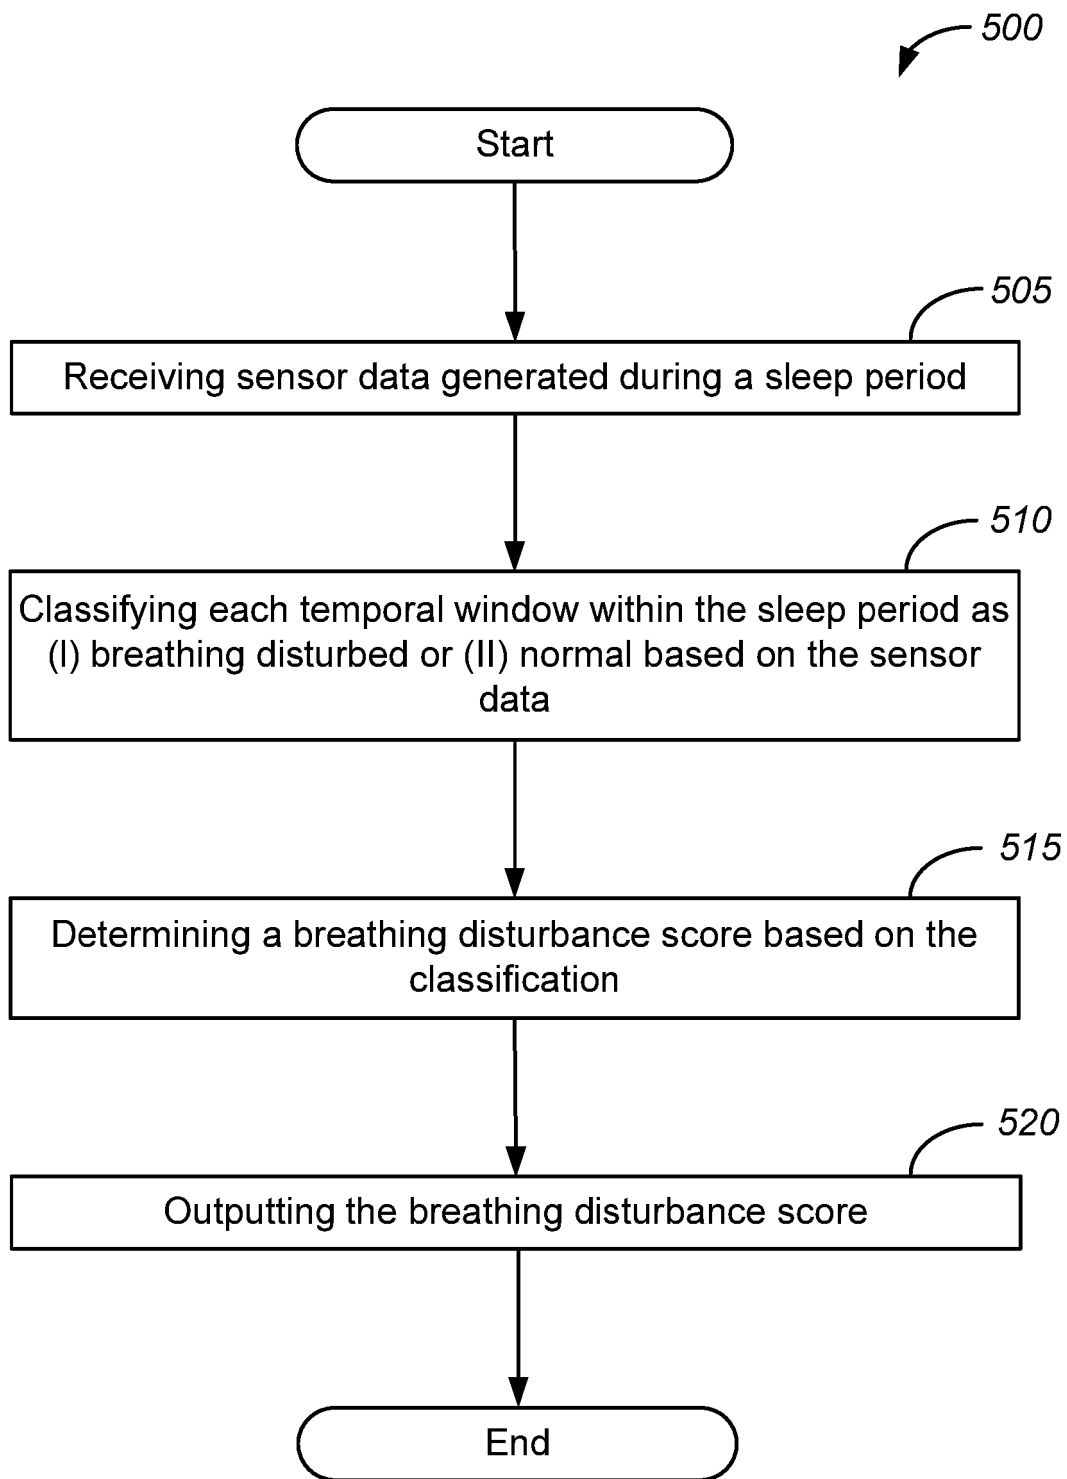 500
Start
505
Receiving sensor data generated during a sleep period
510
Classifying each temporal window within the sleep period as
(I) breathing disturbed or (II) normal based on the sensor
data
515
Determining a breathing disturbance score based on the
classification
520
Outputting the breathing disturbance score
End